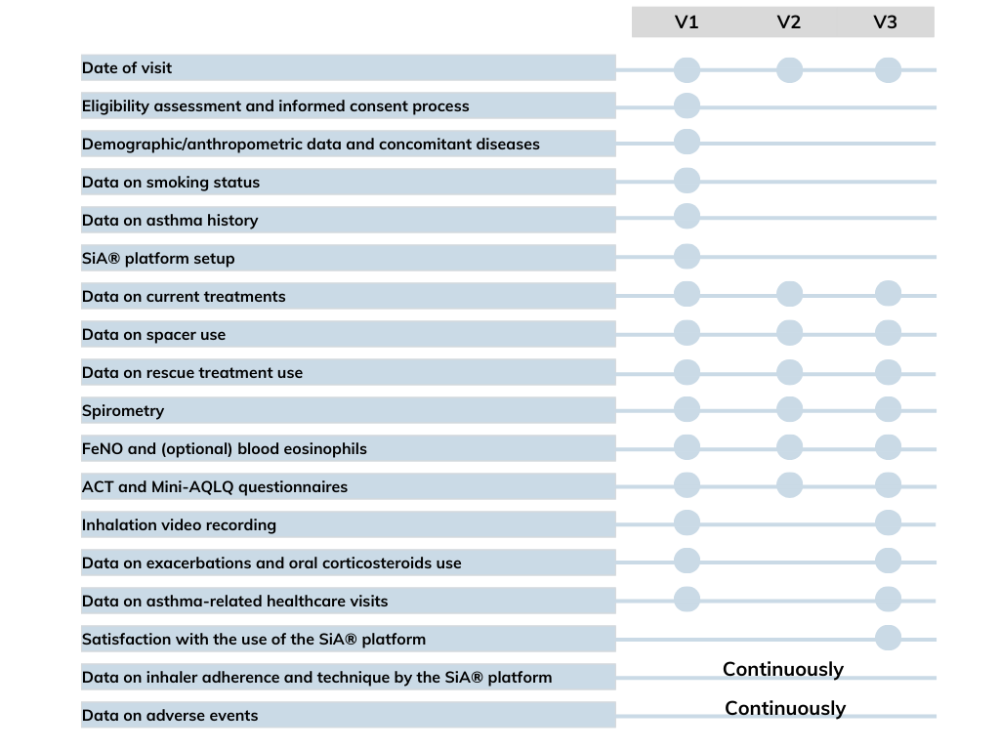 V1 V2 V3
Date of visit
Eligibility assessment and informed consent process
Demographic/anthropometric data and concomitant diseases
Data on smoking status
Data on asthma history
SiA® platform setup
Data on current treatments
Data on spacer use
Data on rescue treatment use
Spirometry
FeNO and (optional) blood eosinophils
ACT and Mini-AQLQ questionnaires
Inhalation video recording
Data on exacerbations and oral corticosteroids use
Data on asthma-related healthcare visits
Satisfaction with the use of the SiA® platform
Data on inhaler adherence and technique by the SiA® platform Continuously
Data on adverse events Continuously